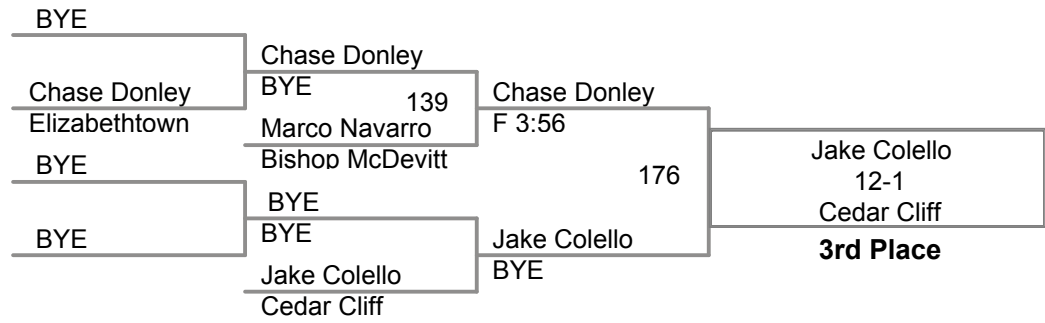 BYE
Chase Donley
Elizabethtown
BYE
BYE
Chase Donley
BYE
139
Marco Navarro
Bishop McDevitt
BYE
BYE
Jake Colello
Cedar Cliff
Chase Donley
F 3:56
176
Jake Colello
BYE
Jake Colello
12-1
Cedar Cliff
3rd Place